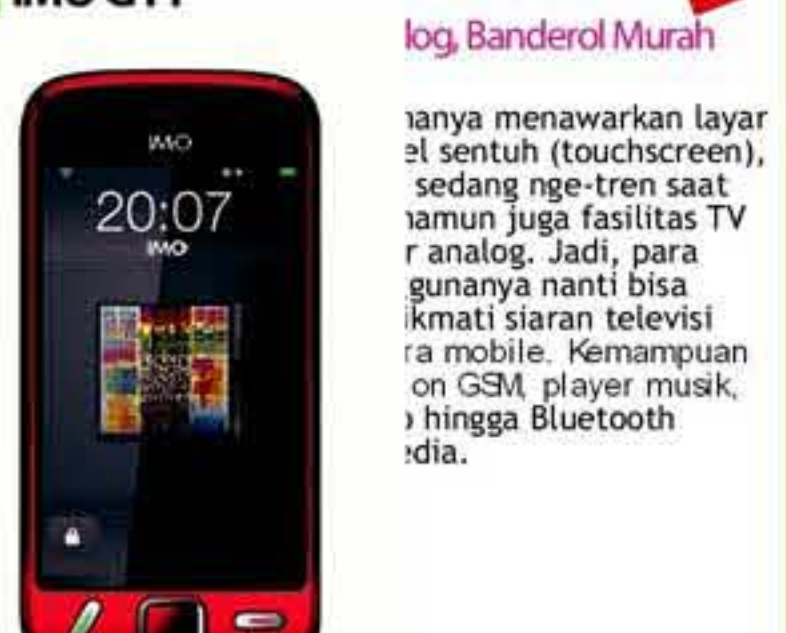 IMO
20:07
IMO
log, Banderol Murah
hanya menawarkan layar
el sentuh (touchscreen),
sedang nge-tren saat
namun juga fasilitas TV
r analog. Jadi, para
gunanya nanti bisa
ikmati siaran televisi
ra mobile. Kemampuan
on GSM, player musik,
hingga Bluetooth
edia.